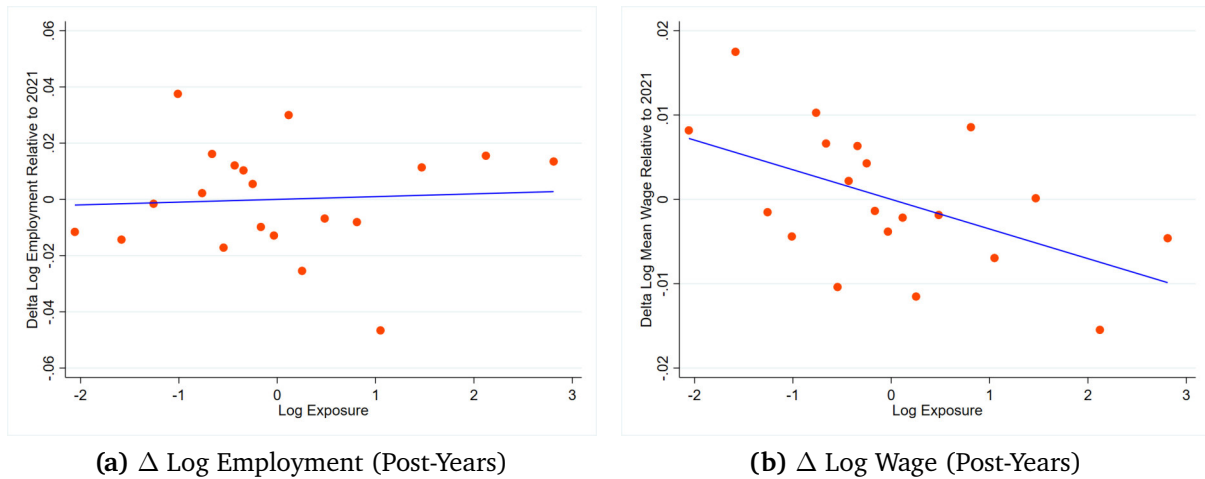 Delta Log Employment Relative to 2021
.06
.04
.02
0
-.02
-.04
-.06
-2 -1 0 1 2 3
Log Exposure
(a) Δ Log Employment (Post-Years)
Delta Log Mean Wage Relative to 2021
.02
.01
0
-.01
-.02
-2 -1 0 1 2 3
Log Exposure
(b) Δ Log Wage (Post-Years)